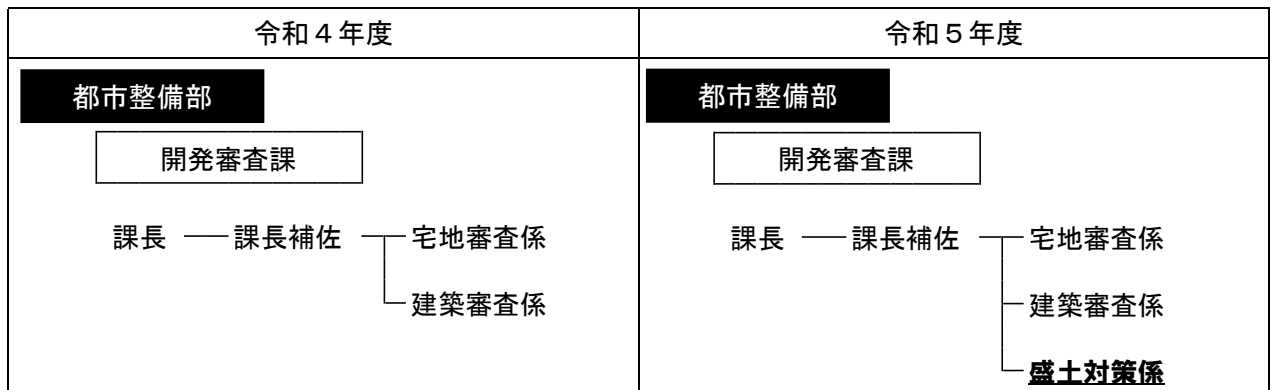 令和４年度
都市整備部
開発審査課
課長 課長補佐 宅地審査係
建築審査係
令和５年度
都市整備部
開発審査課
課長 課長補佐 宅地審査係
建築審査係
盛土対策係